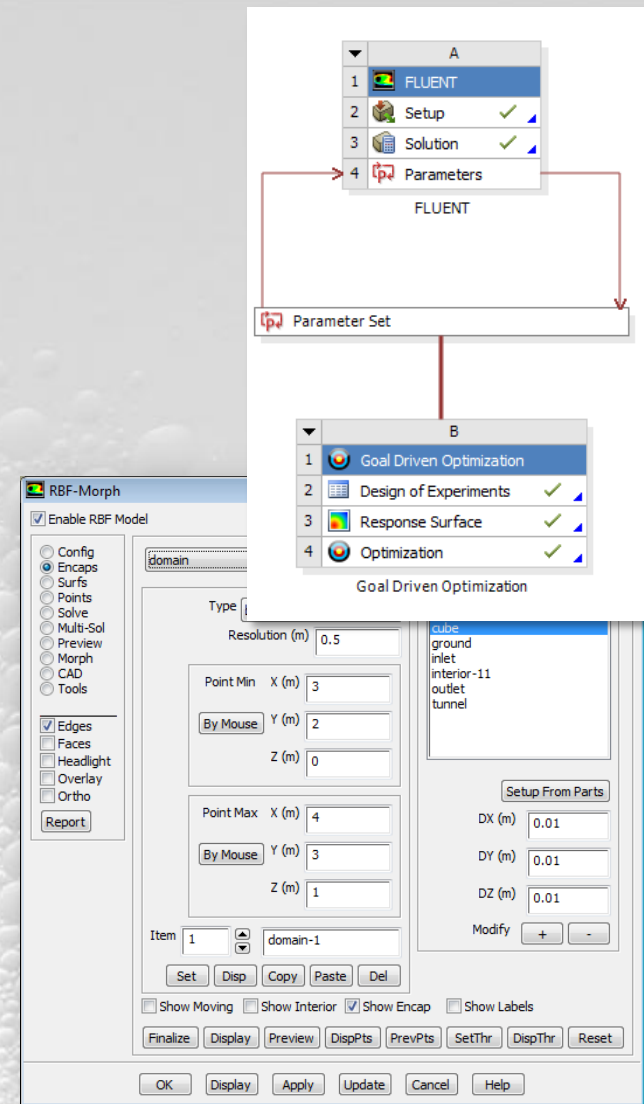 A
1 FLUENT
2 Setup
3 Solution
4 Parameters
FLUENT
Parameter Set
B
1 Goal Driven Optimization
2 Design of Experiments
3 Response Surface
4 Optimization
Goal Driven Optimization
RBF-Morph
Enable RBF Model
Config
Encaps
Surfs
Points
Solve
Multi-Sol
Preview
Morph
CAD
Tools
Edges
Faces
Headlight
Overlay
Ortho
Report
domain
Type
Resolution (m) 0.5
Point Min X (m) 3
By Mouse Y (m) 2
Z (m) 0
Point Max X (m) 4
By Mouse Y (m) 3
Z (m) 1
Item 1 domain-1
Set Disp Copy Paste Del
cube
ground
inlet
interior-11
outlet
tunnel
Setup From Parts
DX (m) 0.01
DY (m) 0.01
DZ (m) 0.01
Modify + -
Show Moving Show Interior Show Encap Show Labels
Finalize Display Preview DispPts PrevPts SetThr DispThr Reset
OK Display Apply Update Cancel Help